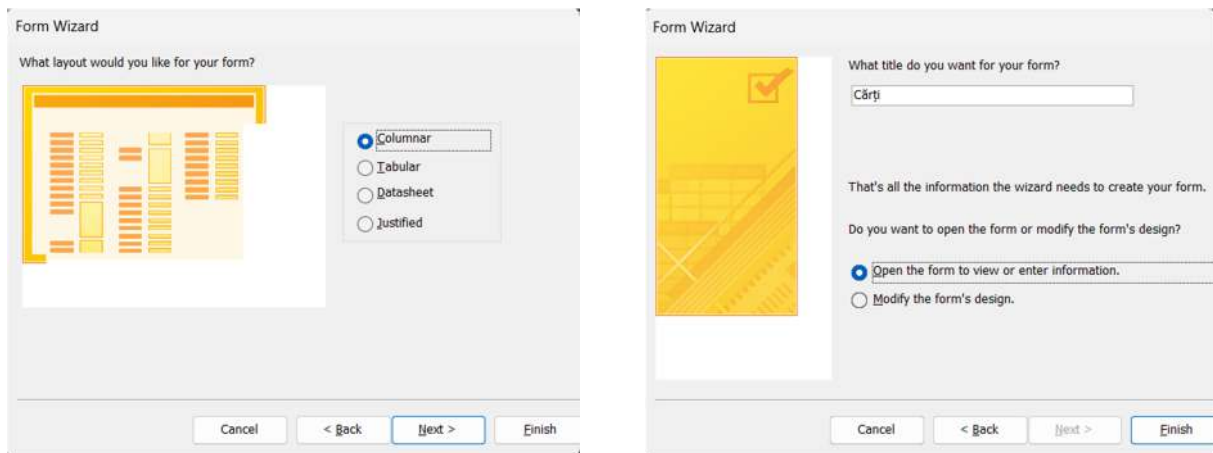 Form Wizard
What layout would you like for your form?
Columnar
Tabular
Datasheet
Justified
Cancel
< Back
Next >
Finish
Form Wizard
What title do you want for your form?
Cărți
That's all the information the wizard needs to create your form.
Do you want to open the form or modify the form's design?
Open the form to view or enter information.
Modify the form's design.
Cancel
< Back
Next >
Finish